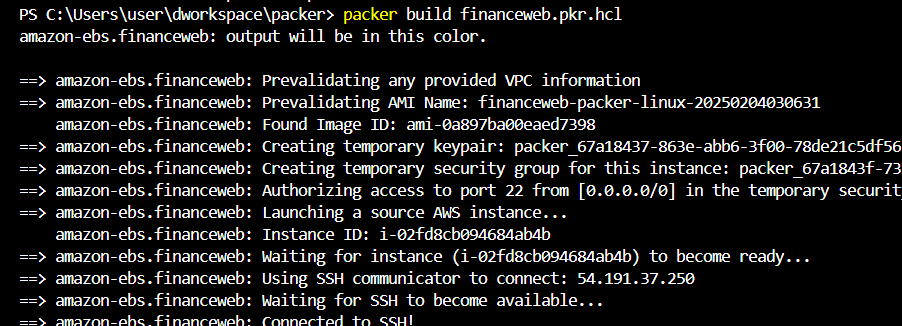 PS C:\Users\user\dworkspace\packer> packer build financeweb.pkr.hcl
amazon-ebs.financeweb: output will be in this color.
==> amazon-ebs.financeweb: Prevalidating any provided VPC information
==> amazon-ebs.financeweb: Prevalidating AMI Name: financeweb-packer-linux-20250204030631
amazon-ebs.financeweb: Found Image ID: ami-0a897ba00eaed7398
==> amazon-ebs.financeweb: Creating temporary keypair: packer_67a18437-863e-abb6-3f00-78de21c5df56
==> amazon-ebs.financeweb: Creating temporary security group for this instance: packer_67a1843f-73
==> amazon-ebs.financeweb: Authorizing access to port 22 from [0.0.0.0/0] in the temporary securit
==> amazon-ebs.financeweb: Launching a source AWS instance...
amazon-ebs.financeweb: Instance ID: i-02fd8cb094684ab4b
==> amazon-ebs.financeweb: Waiting for instance (i-02fd8cb094684ab4b) to become ready...
==> amazon-ebs.financeweb: Using SSH communicator to connect: 54.191.37.250
==> amazon-ebs.financeweb: Waiting for SSH to become available...
==> amazon-ebs.financeweb: Connected to SSH!